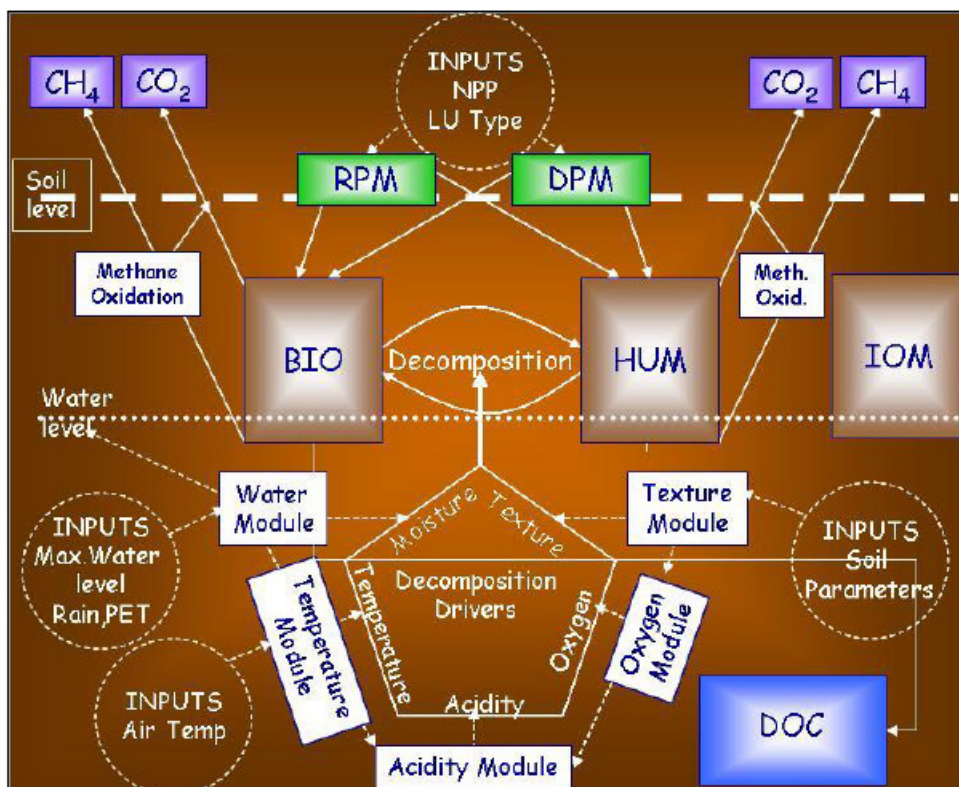 INPUTS
NPP
LU Type
CH₄
CO₂
CO₂
CH₄
RPM
DPM
Soil
level
Methane
Oxidation
Meth.
Oxid.
BIO
Decomposition
HUM
IOM
Water
level
Water
Module
Moisture
Texture
Texture
Module
INPUTS
Max.Water
level
Rain,PET
INPUTS
Soil
Parameters
Temperature
Module
Temperature
Decomposition
Drivers
Oxygen
Oxygen
Module
INPUTS
Air Temp
Acidity
Acidity Module
DOC